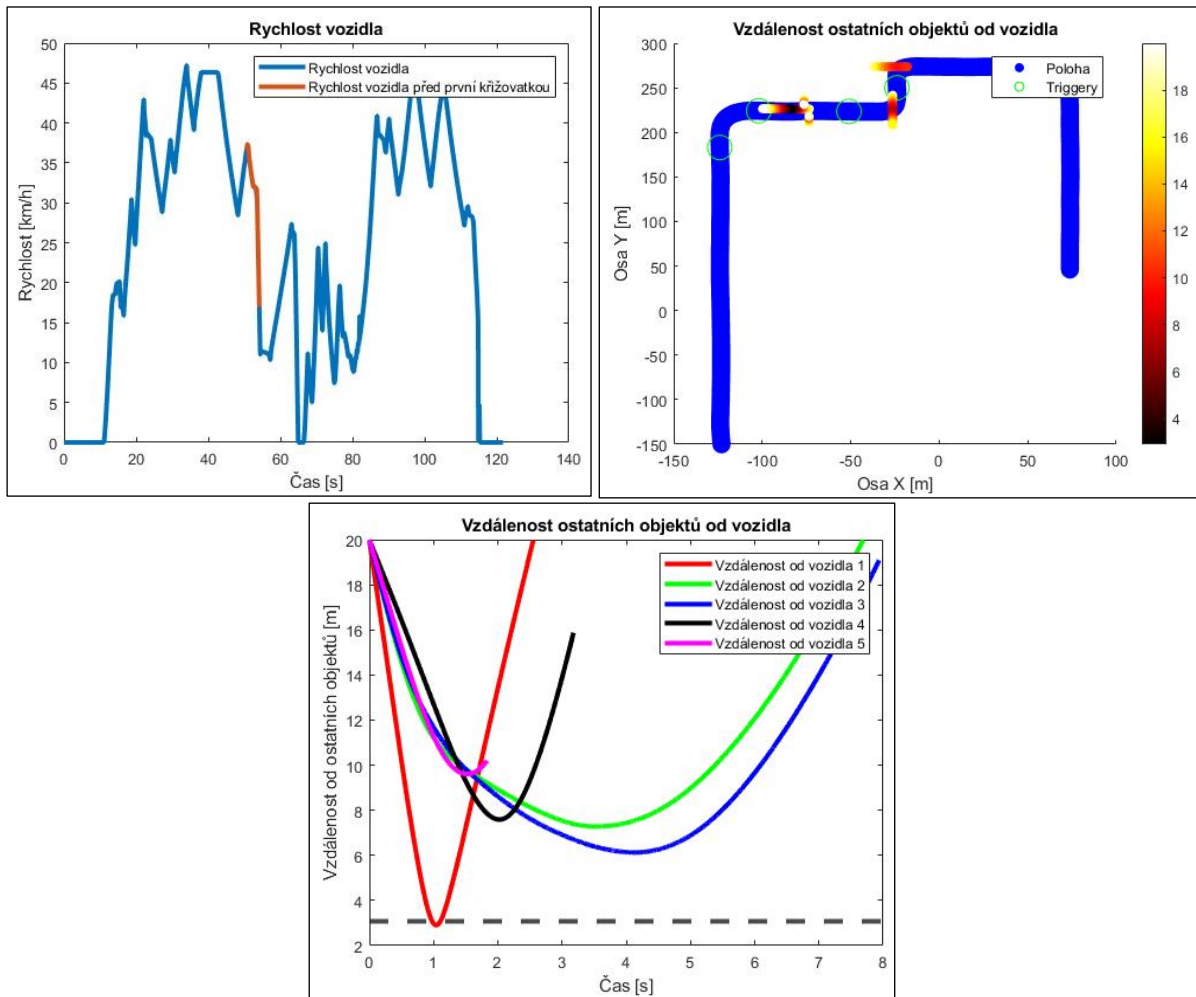 Rychlost vozidla
50
45
40
35
30
25
20
15
10
5
0
0 20 40 60 80 100 120 140
Rychlost [km/h]
Čas [s]
Rychlost vozidla
Rychlost vozidla před první křižovatkou
Vzdálenost ostatních objektů od vozidla
300
250
200
150
100
50
0
-50
-100
-150
-150 -100 -50 0 50 100
Osa Y [m]
Osa X [m]
Poloha
Triggery
18
16
14
12
10
8
6
4
Vzdálenost ostatních objektů od vozidla
20
18
16
14
12
10
8
6
4
2
0 1 2 3 4 5 6 7 8
Vzdálenost od ostatních objektů [m]
Čas [s]
Vzdálenost od vozidla 1
Vzdálenost od vozidla 2
Vzdálenost od vozidla 3
Vzdálenost od vozidla 4
Vzdálenost od vozidla 5